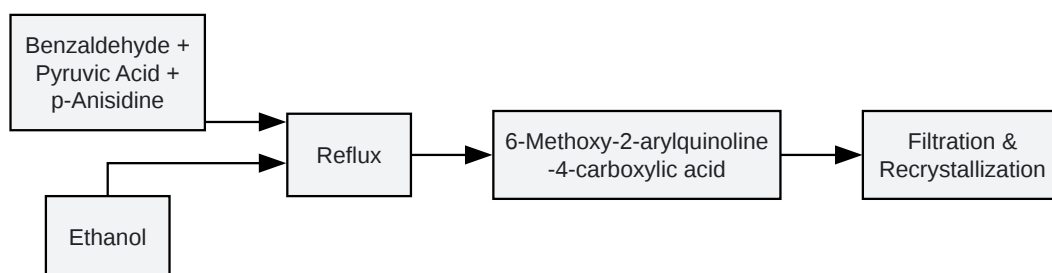 Benzaldehyde +
Pyruvic Acid +
p-Anisidine
Ethanol
Reflux
6-Methoxy-2-arylquinoline
-4-carboxylic acid
Filtration &
Recrystallization